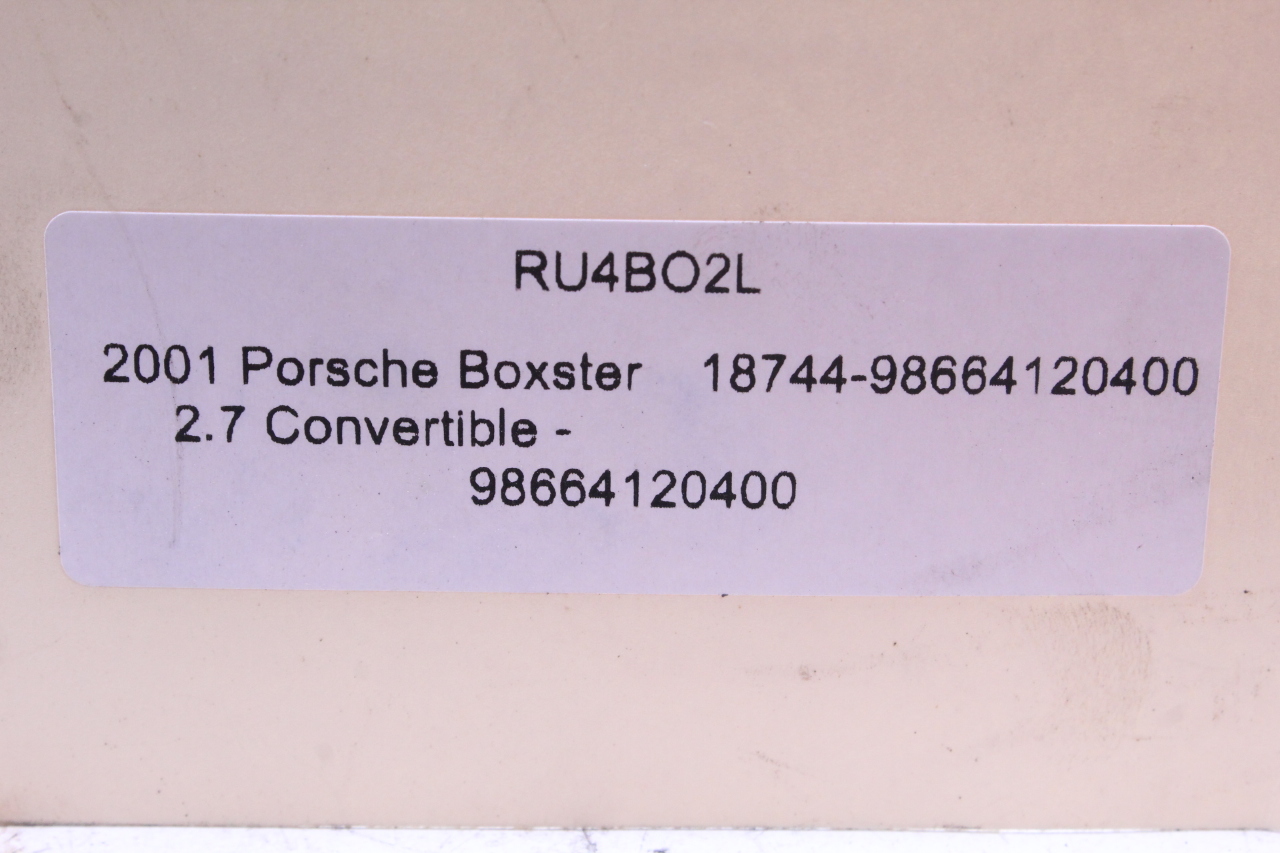 RU4BO2L
2001 Porsche Boxster 18744-98664120400
2.7 Convertible -
98664120400